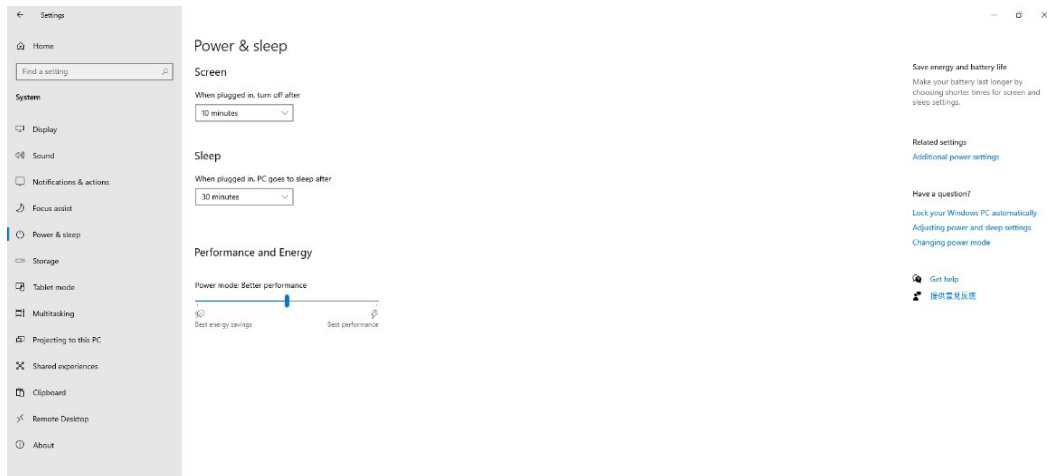 Settings
Home
Find a setting
System
Display
Sound
Notifications & actions
Focus assist
Power & sleep
Storage
Tablet mode
Multitasking
Projecting to this PC
Shared experiences
Clipboard
Remote Desktop
About
Power & sleep
Screen
When plugged in, turn off after
10 minutes
Sleep
When plugged in, PC goes to sleep after
30 minutes
Performance and Energy
Power mode: Better performance
Best energy savings
Best performance
Save energy and battery life
Make your battery last longer by
choosing shorter times for screen and
sleep settings.
Related settings
Additional power settings
Have a question?
Lock your Windows PC automatically
Adjusting power and sleep settings
Changing power mode
Get help
提供意見反應